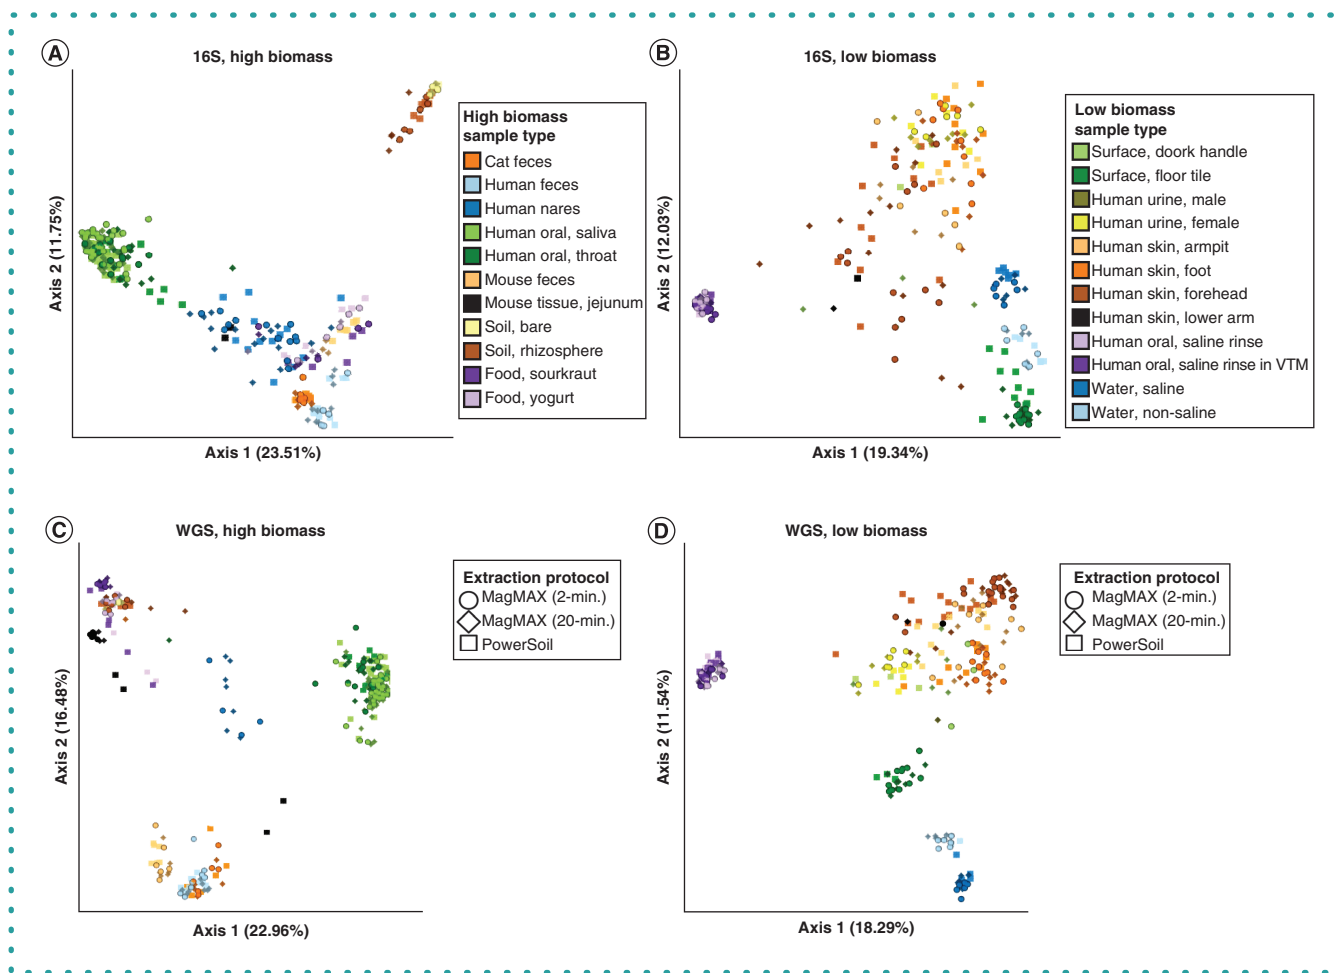 A
16S, high biomass
Axis 2 (11.75%)
Axis 1 (23.51%)
High biomass
sample type
Cat feces
Human feces
Human nares
Human oral, saliva
Human oral, throat
Mouse feces
Mouse tissue, jejunum
Soil, bare
Soil, rhizosphere
Food, sourkraut
Food, yogurt
B
16S, low biomass
Axis 2 (12.03%)
Axis 1 (19.34%)
Low biomass
sample type
Surface, doork handle
Surface, floor tile
Human urine, male
Human urine, female
Human skin, armpit
Human skin, foot
Human skin, forehead
Human skin, lower arm
Human oral, saline rinse
Human oral, saline rinse in VTM
Water, saline
Water, non-saline
C
WGS, high biomass
Axis 2 (16.48%)
Axis 1 (22.96%)
Extraction protocol
MagMAX (2-min.)
MagMAX (20-min.)
PowerSoil
D
WGS, low biomass
Axis 2 (11.54%)
Axis 1 (18.29%)
Extraction protocol
MagMAX (2-min.)
MagMAX (20-min.)
PowerSoil